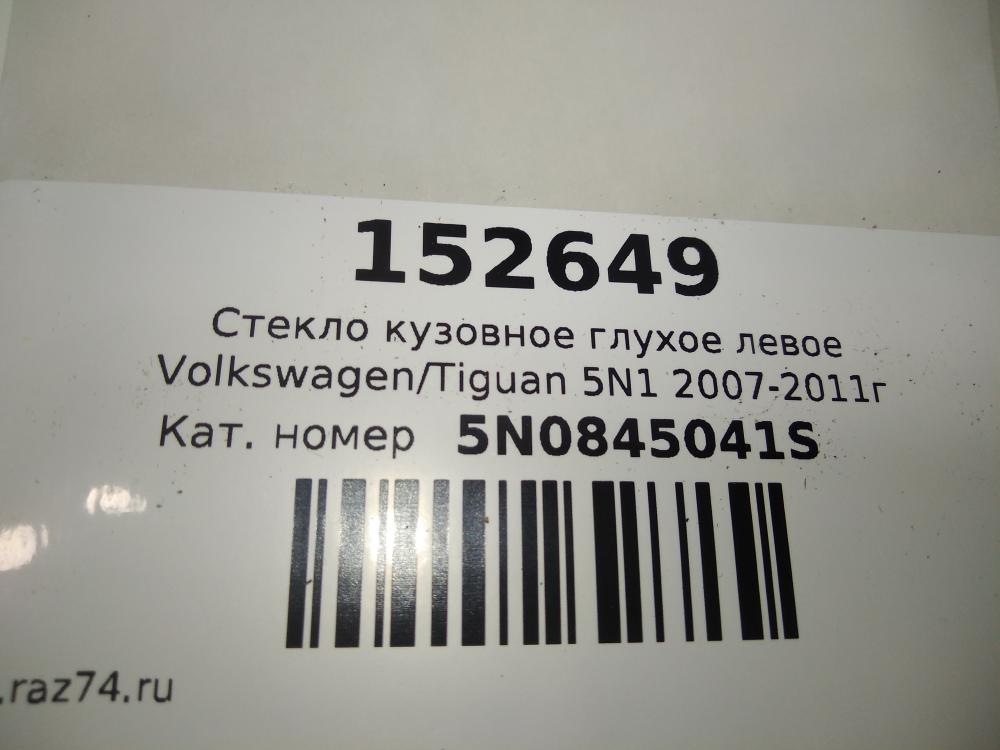 152649
Стекло кузовное глухое левое
Volkswagen/Tiguan 5N1 2007-2011г
Кат. номер 5N0845041S
.raz74.ru